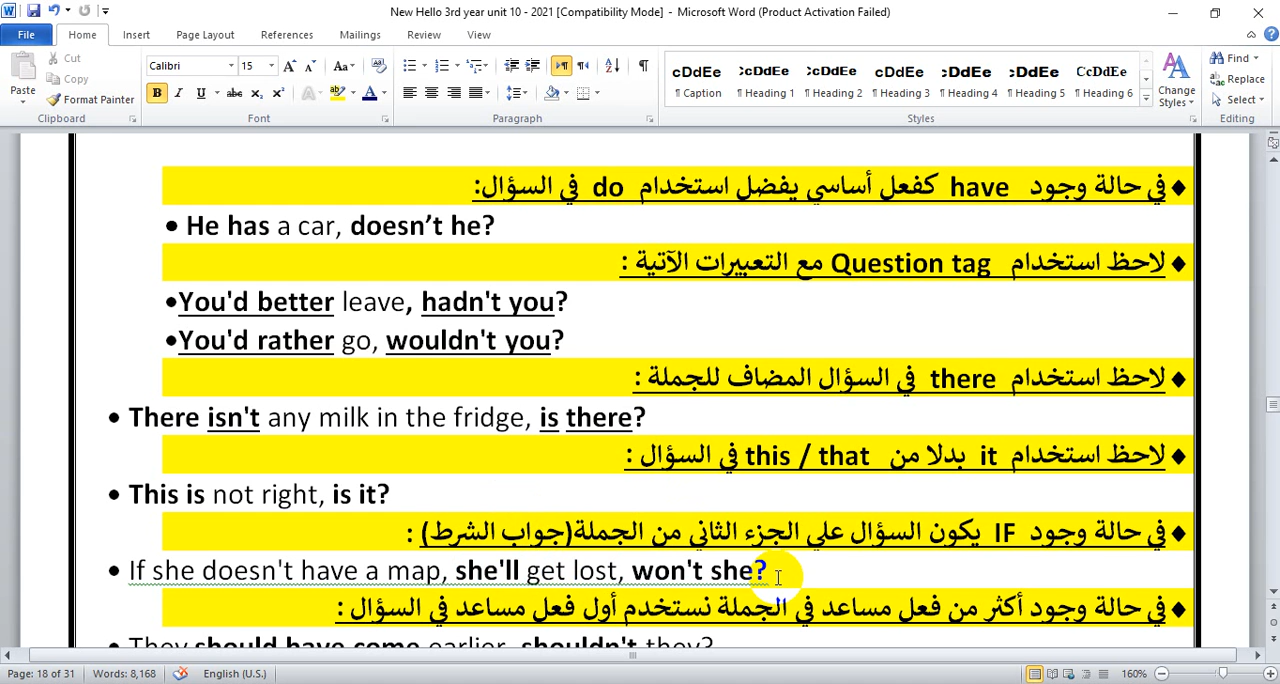 New Hello 3rd year unit 10 - 2021 [Compatibility Mode] - Microsoft Word (Product Activation Failed)
File Home Insert Page Layout References Mailings Review View
Cut
Copy
Format Painter
Paste
Calibri 15
Caption Heading 1 Heading 2 Heading 3 Heading 4 Heading 5 Heading 6
Change Styles
Find
Replace
Select
Clipboard Font Paragraph Styles Editing
♦ في حالة وجود have كفعل أساسي يفضل استخدام do في السؤال:
• He has a car, doesn’t he?
♦ لاحظ استخدام Question tag مع التعبيرات الآتية :
•You'd better leave, hadn't you?
•You'd rather go, wouldn't you?
♦ لاحظ استخدام there في السؤال المضاف للجملة :
• There isn't any milk in the fridge, is there?
♦ لاحظ استخدام it بدلا من this / that في السؤال :
• This is not right, is it?
♦ في حالة وجود IF يكون السؤال علي الجزء الثاني من الجملة(جواب الشرط) :
• If she doesn't have a map, she'll get lost, won't she?
♦ في حالة وجود أكثر من فعل مساعد في الجملة نستخدم أول فعل مساعد في السؤال :
• They should have come earlier, shouldn't they?
Page: 18 of 31 Words: 8,168 English (U.S.) 160%